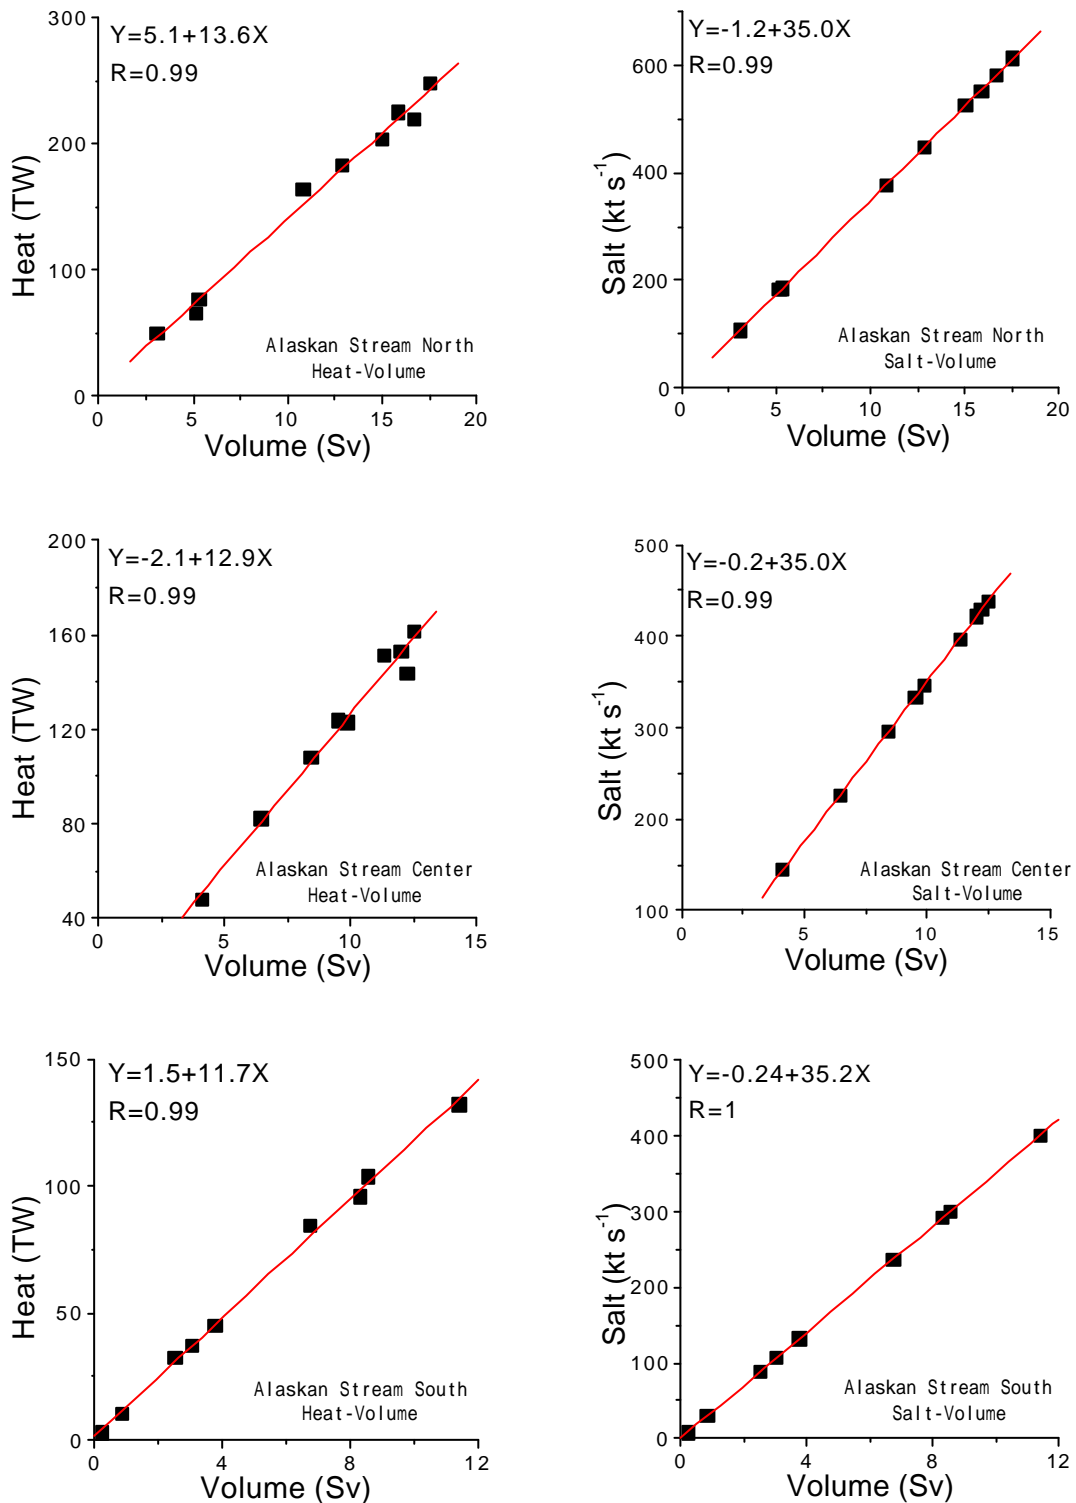 Y=5.1+13.6X
R=0.99
Heat (TW)
300
200
100
0
0
5
10
15
20
Volume (Sv)
Alaskan Stream North
Heat-Volume
Y=-1.2+35.0X
R=0.99
Salt (kt s-1)
600
400
200
0
0
5
10
15
20
Volume (Sv)
Alaskan Stream North
Salt-Volume
Y=-2.1+12.9X
R=0.99
Heat (TW)
200
160
120
80
40
0
5
10
15
Volume (Sv)
Alaskan Stream Center
Heat-Volume
Y=-0.2+35.0X
R=0.99
Salt (kt s-1)
500
400
300
200
100
0
5
10
15
Volume (Sv)
Alaskan Stream Center
Salt-Volume
Y=1.5+11.7X
R=0.99
Heat (TW)
150
100
50
0
0
4
8
12
Volume (Sv)
Alaskan Stream South
Heat-Volume
Y=-0.24+35.2X
R=1
Salt (kt s-1)
500
400
300
200
100
0
0
4
8
12
Volume (Sv)
Alaskan Stream South
Salt-Volume